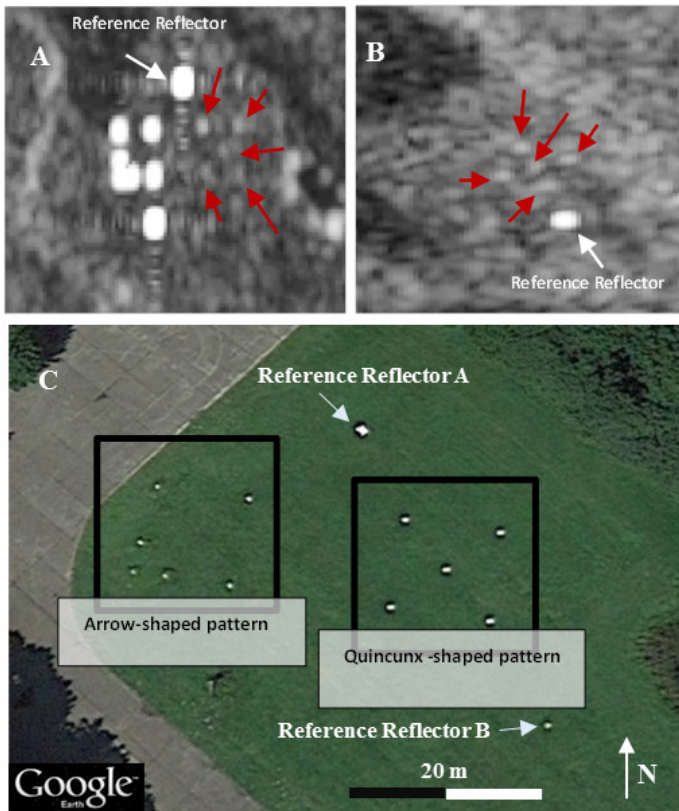 Reference Reflector
A
B
Reference Reflector
C
Reference Reflector A
Arrow-shaped pattern
Quincunx -shaped pattern
Reference Reflector B
20 m
N
Google
Earth